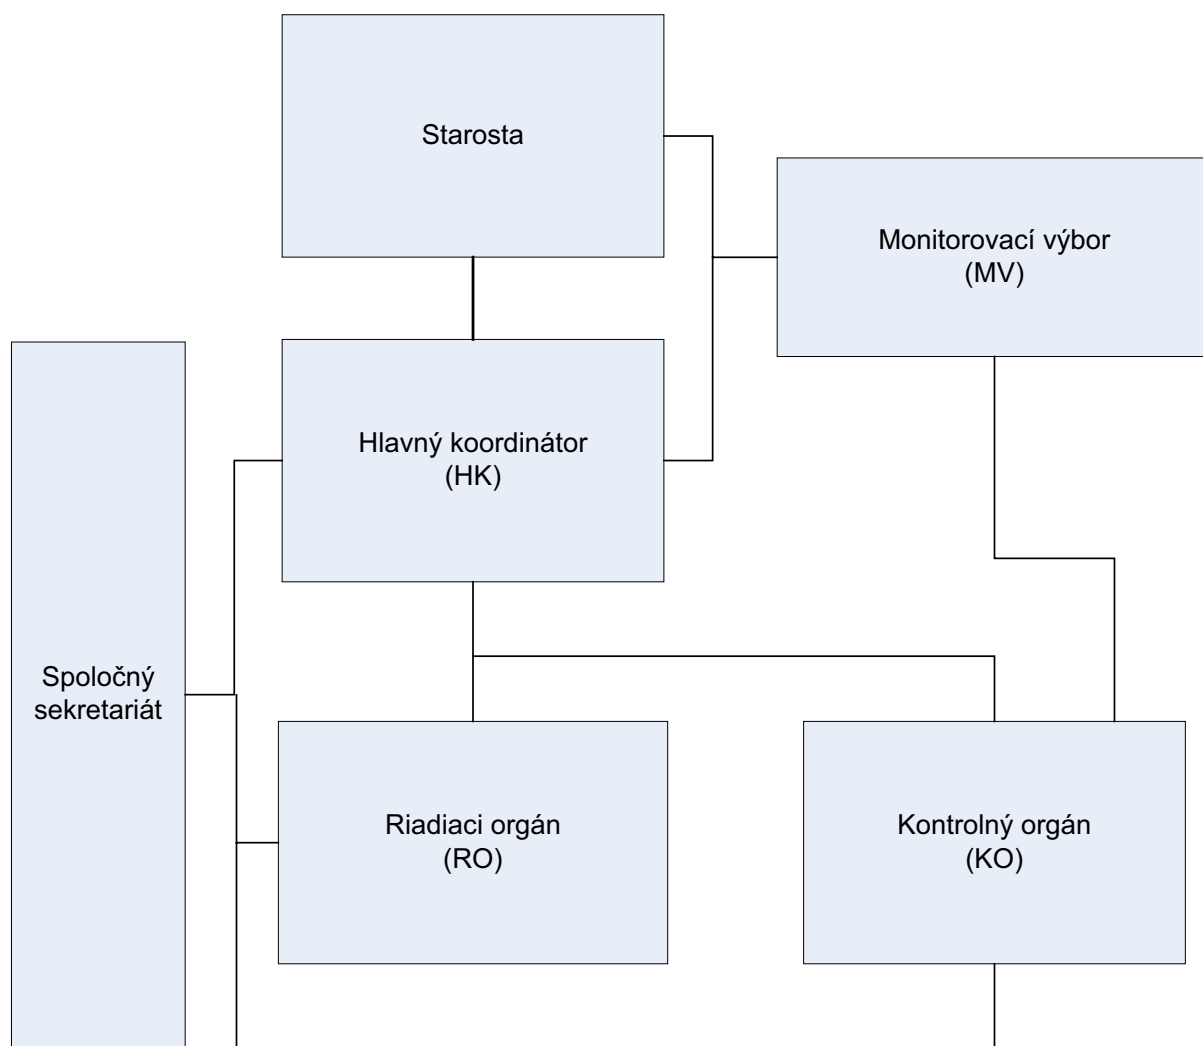 Starosta
Monitorovací výbor
(MV)
Hlavný koordinátor
(HK)
Spoločný
sekretariát
Riadiaci orgán
(RO)
Kontrolný orgán
(KO)